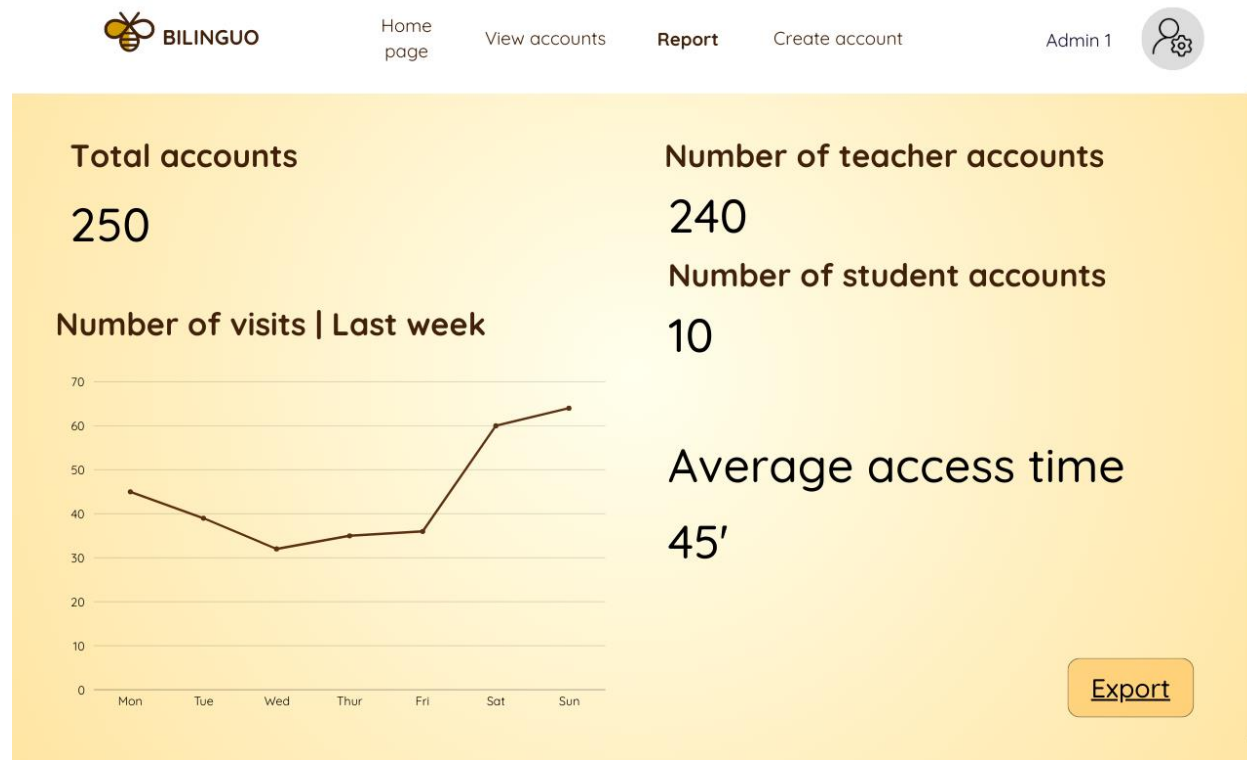 BILINGUO
Home
page
View accounts
Report
Create account
Admin 1
Total accounts
250
Number of teacher accounts
240
Number of student accounts
10
Number of visits | Last week
70
60
50
40
30
20
10
0
Mon Tue Wed Thur Fri Sat Sun
Average access time
45'
Export